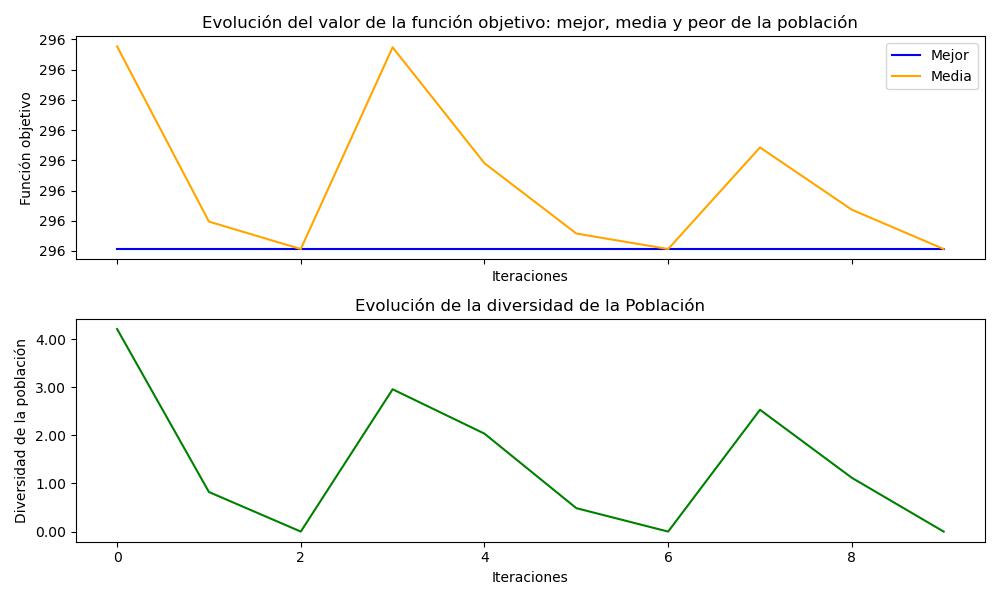 Evolución del valor de la función objetivo: mejor, media y peor de la población
296
296
296
296
296
296
296
296
Función objetivo
Mejor
Media
Iteraciones
Evolución de la diversidad de la Población
4.00
3.00
2.00
1.00
0.00
Diversidad de la población
0 2 4 6 8
Iteraciones